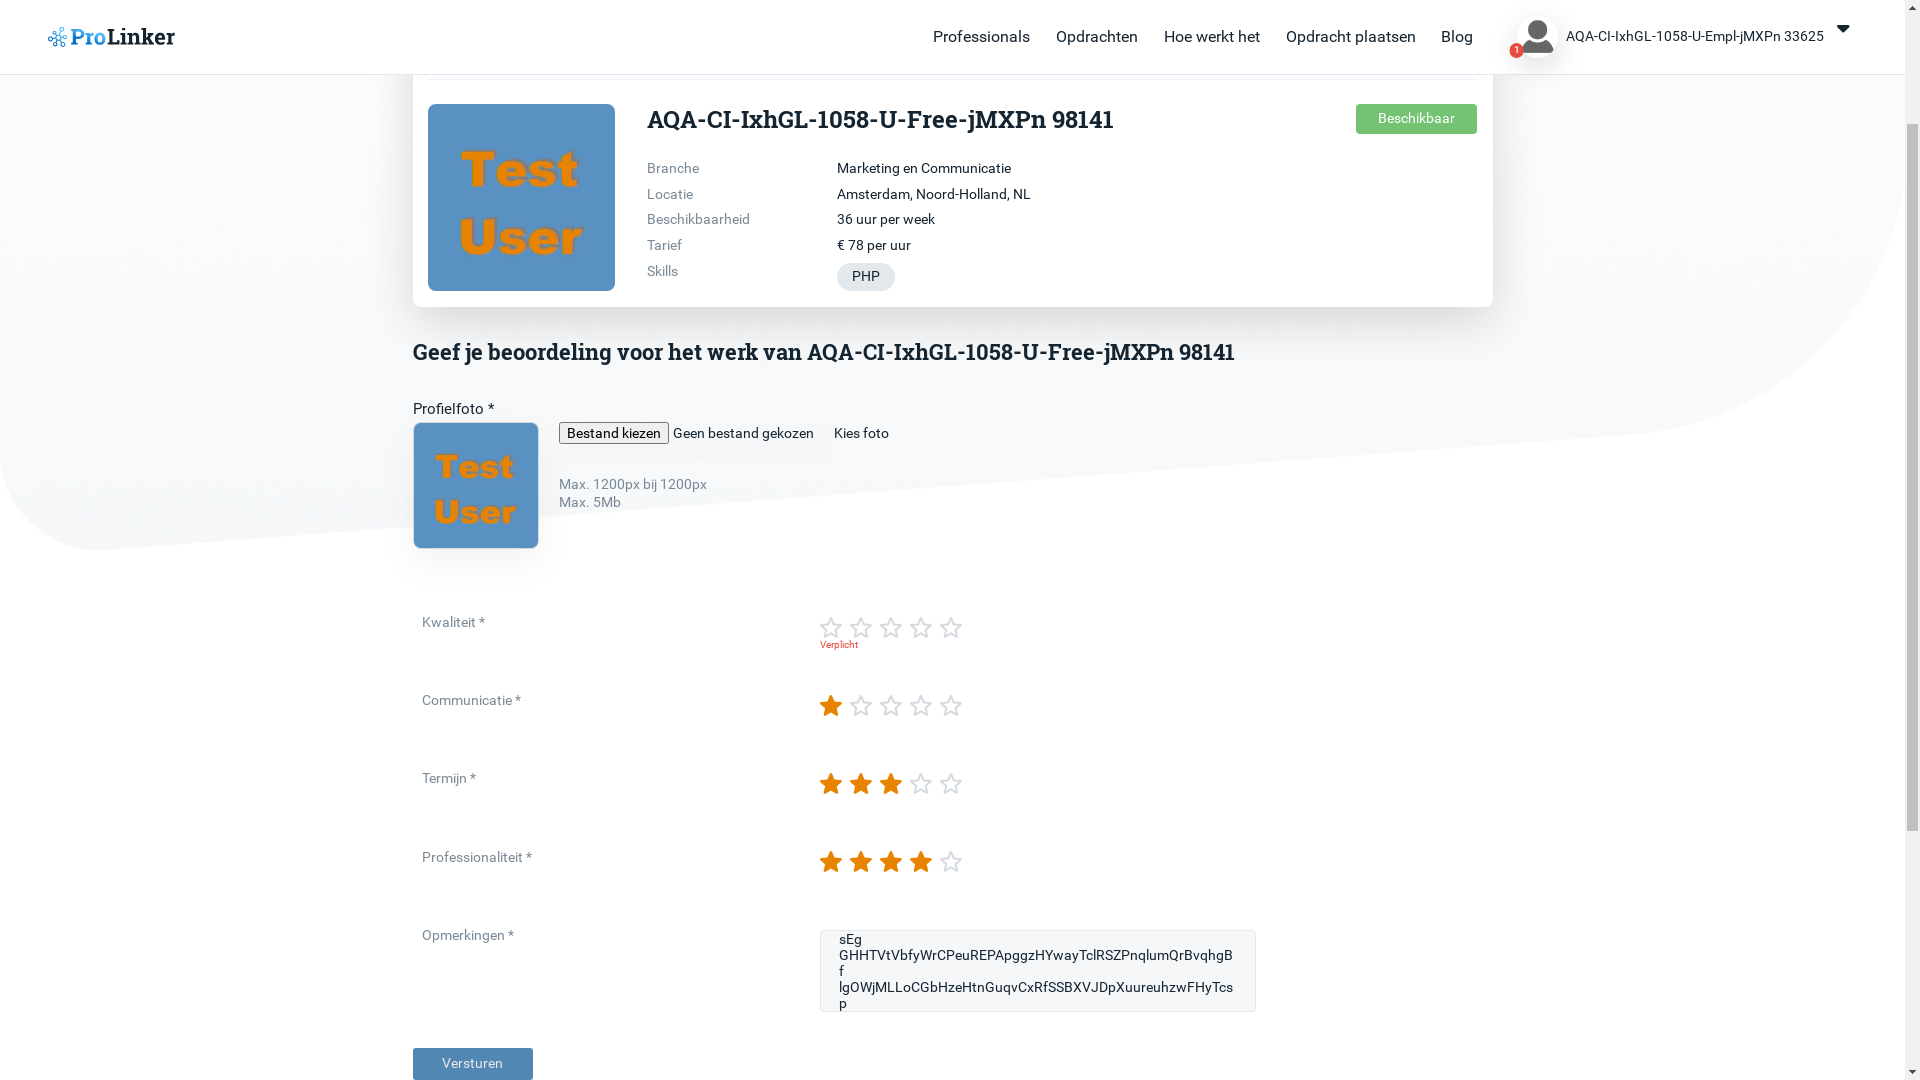 ProLinker
Professionals Opdrachten Hoe werkt het Opdracht plaatsen Blog
1
AQA-CI-IxhGL-1058-U-Empl-jMXPn 33625
Test
User
AQA-CI-IxhGL-1058-U-Free-jMXPn 98141
Beschikbaar
Branche Marketing en Communicatie
Locatie Amsterdam, Noord-Holland, NL
Beschikbaarheid 36 uur per week
Tarief € 78 per uur
Skills PHP
Geef je beoordeling voor het werk van AQA-CI-IxhGL-1058-U-Free-jMXPn 98141
Profielfoto *
Test
User
Bestand kiezen Geen bestand gekozen Kies foto
Max. 1200px bij 1200px
Max. 5Mb
Kwaliteit *
Verplicht
Communicatie *
Termijn *
Professionaliteit *
Opmerkingen *
sEg
GHHTVtVbfyWrCPeuREPApggzHYwayTclRSZPnqlumQrBvqhgB
f
lgOWjMLLoCGbHzeHtnGuqvCxRfSSBXVJDpXuureuhzwFHyTcs
p
Versturen